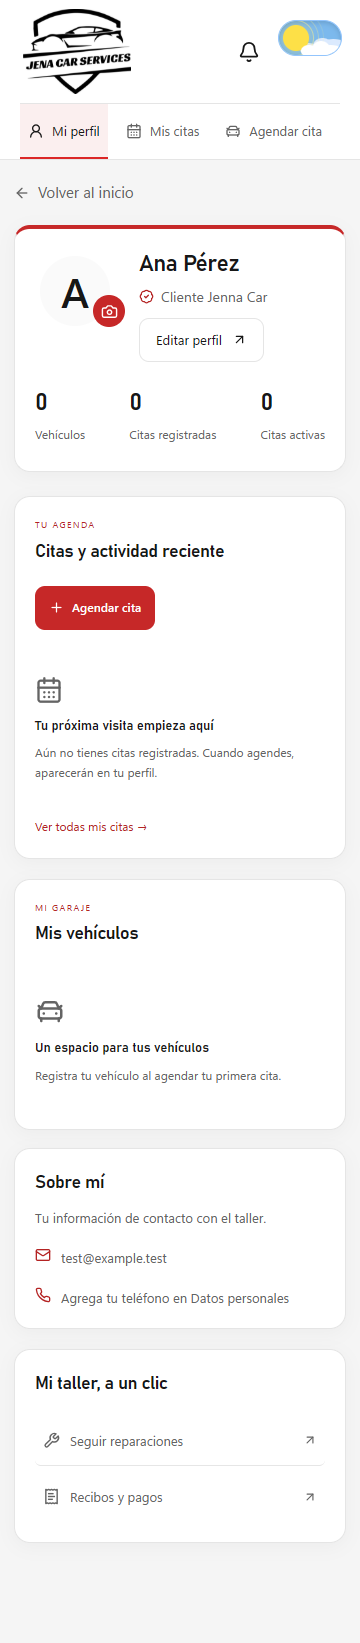 JENA CAR SERVICES
Mi perfil
Mis citas
Agendar cita
← Volver al inicio
A
Ana Pérez
Cliente Jenna Car
Editar perfil
0
0
0
Vehículos
Citas registradas
Citas activas
TU AGENDA
Citas y actividad reciente
+ Agendar cita
Tu próxima visita empieza aquí
Aún no tienes citas registradas. Cuando agendes,
aparecerán en tu perfil.
Ver todas mis citas →
MI GARAJE
Mis vehículos
Un espacio para tus vehículos
Registra tu vehículo al agendar tu primera cita.
Sobre mí
Tu información de contacto con el taller.
test@example.test
Agrega tu teléfono en Datos personales
Mi taller, a un clic
Seguir reparaciones
Recibos y pagos